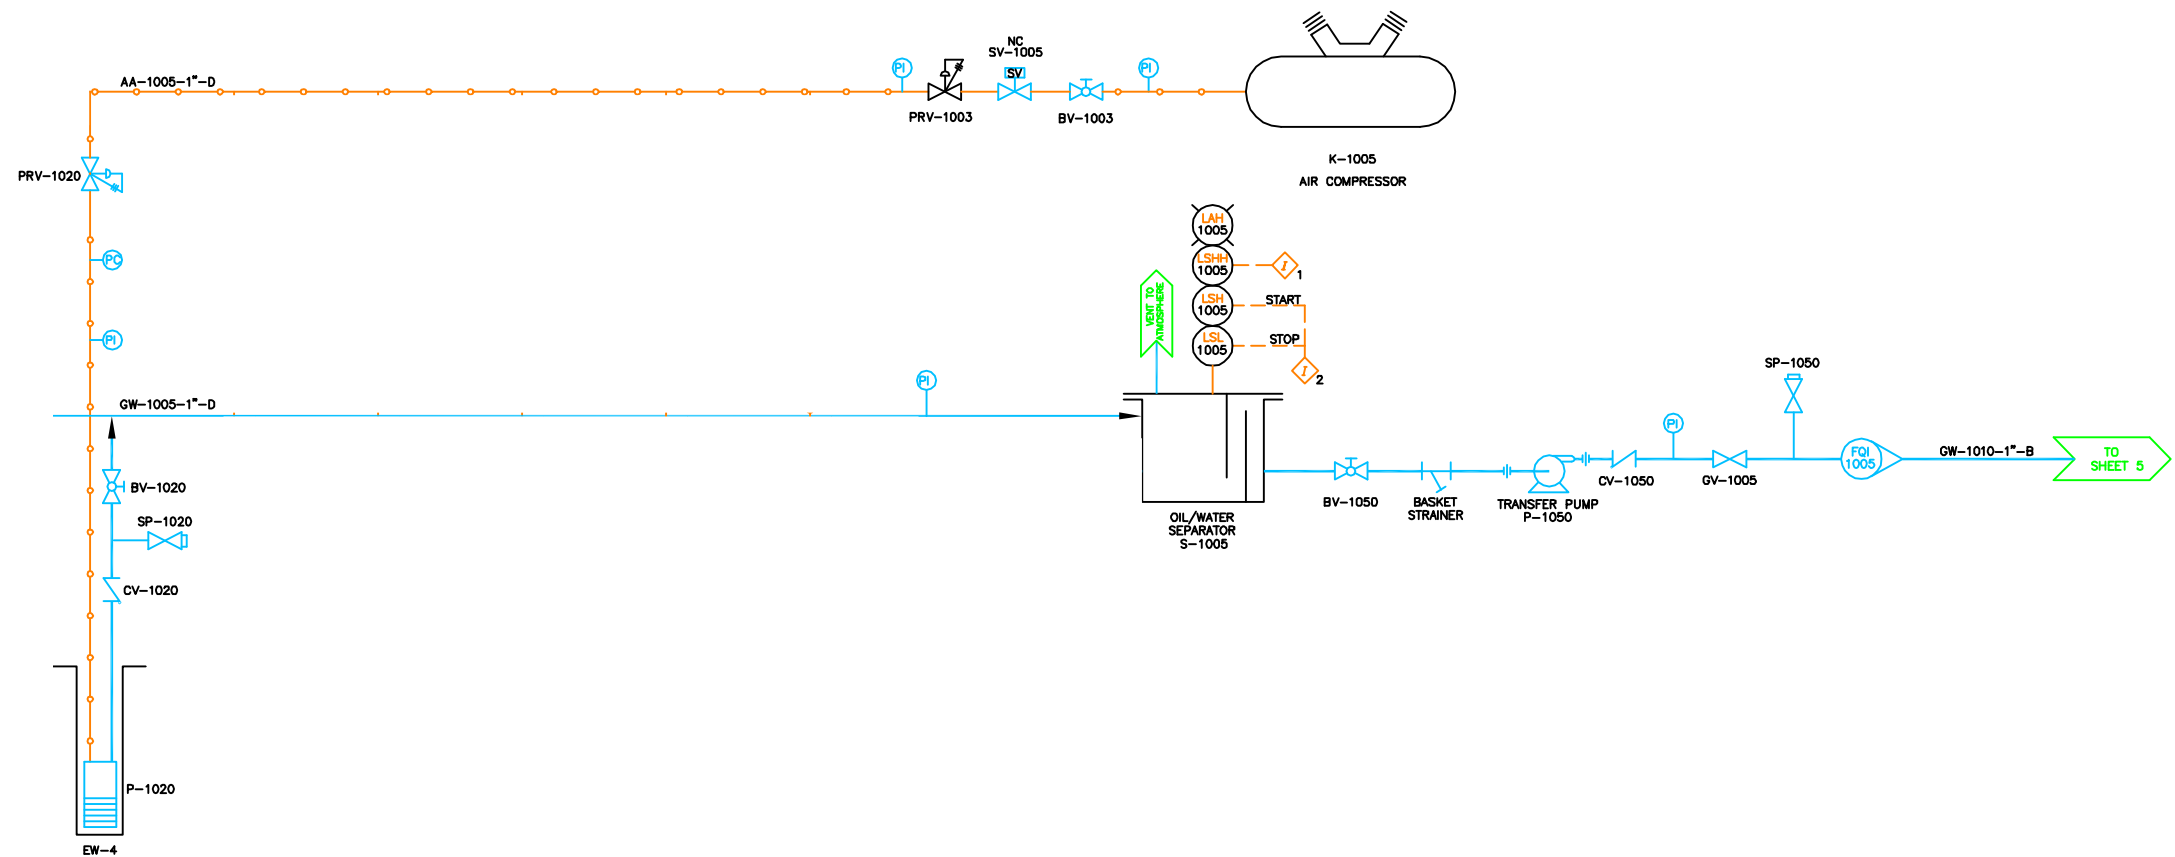 NC
SV-1005
SV
PI
PI
AA-1005-1"-D
PRV-1003
BV-1003
K-1005
AIR COMPRESSOR
PRV-1020
PC
PI
LAH
1005
LSHH
1005
I
1
LSH
1005
START
LSL
1005
STOP
I
2
VENT TO
ATMOSPHERE
PI
GW-1005-1"-D
SP-1050
PI
BV-1020
SP-1020
CV-1020
FQI
1005
GW-1010-1"-B
TO
SHEET 5
CV-1050
GV-1005
BV-1050
BASKET
STRAINER
TRANSFER PUMP
P-1050
OIL/WATER
SEPARATOR
S-1005
P-1020
EW-4